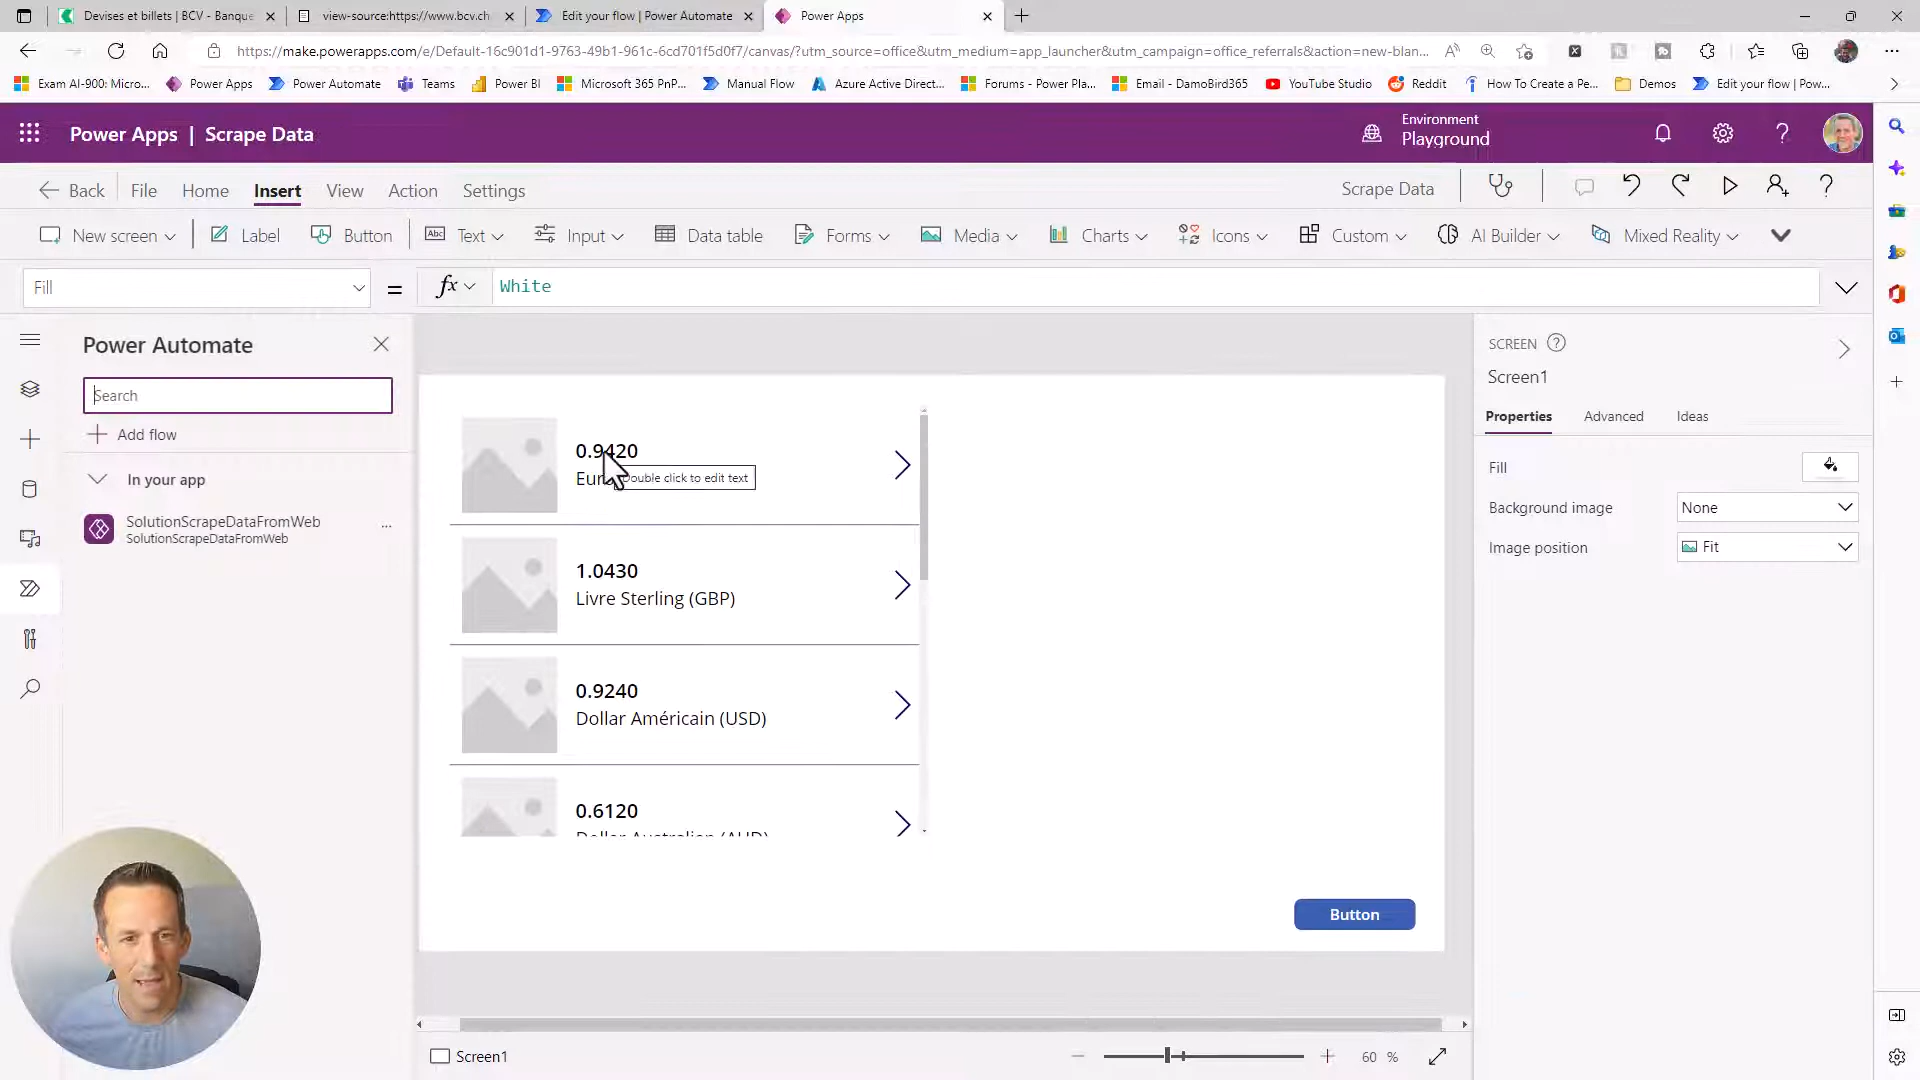 Devises et billets | BCV - Banque
view-source:https://www.bcv.ch
Edit your flow | Power Automate
Power Apps
https://make.powerapps.com/e/Default-16c901d1-9763-49b1-961c-6cd701f5d0f7/canvas/?utm_source=office&utm_medium=app_launcher&utm_campaign=office_referrals&action=new-blan...
Exam AI-900: Micro...
Power Apps
Power Automate
Teams
Power BI
Microsoft 365 PnP...
Manual Flow
Azure Active Direct...
Forums - Power Pla...
Email - DamoBird365
YouTube Studio
Reddit
How To Create a Pe...
Demos
Edit your flow | Pow...
Power Apps | Scrape Data
Environment
Playground
Back
File
Home
Insert
View
Action
Settings
Scrape Data
New screen
Label
Button
Abc
Text
Input
Data table
Forms
Media
Charts
Icons
Custom
AI Builder
Mixed Reality
Fill
=
fx
White
Power Automate
Search
Add flow
In your app
SolutionScrapeDataFromWeb
SolutionScrapeDataFromWeb
...
0.9420
Euro
Double click to edit text
1.0430
Livre Sterling (GBP)
0.9240
Dollar Américain (USD)
0.6120
Dollar Australien (AUD)
Button
SCREEN
Screen1
Properties
Advanced
Ideas
Fill
Background image
None
Image position
Fit
Screen1
60 %